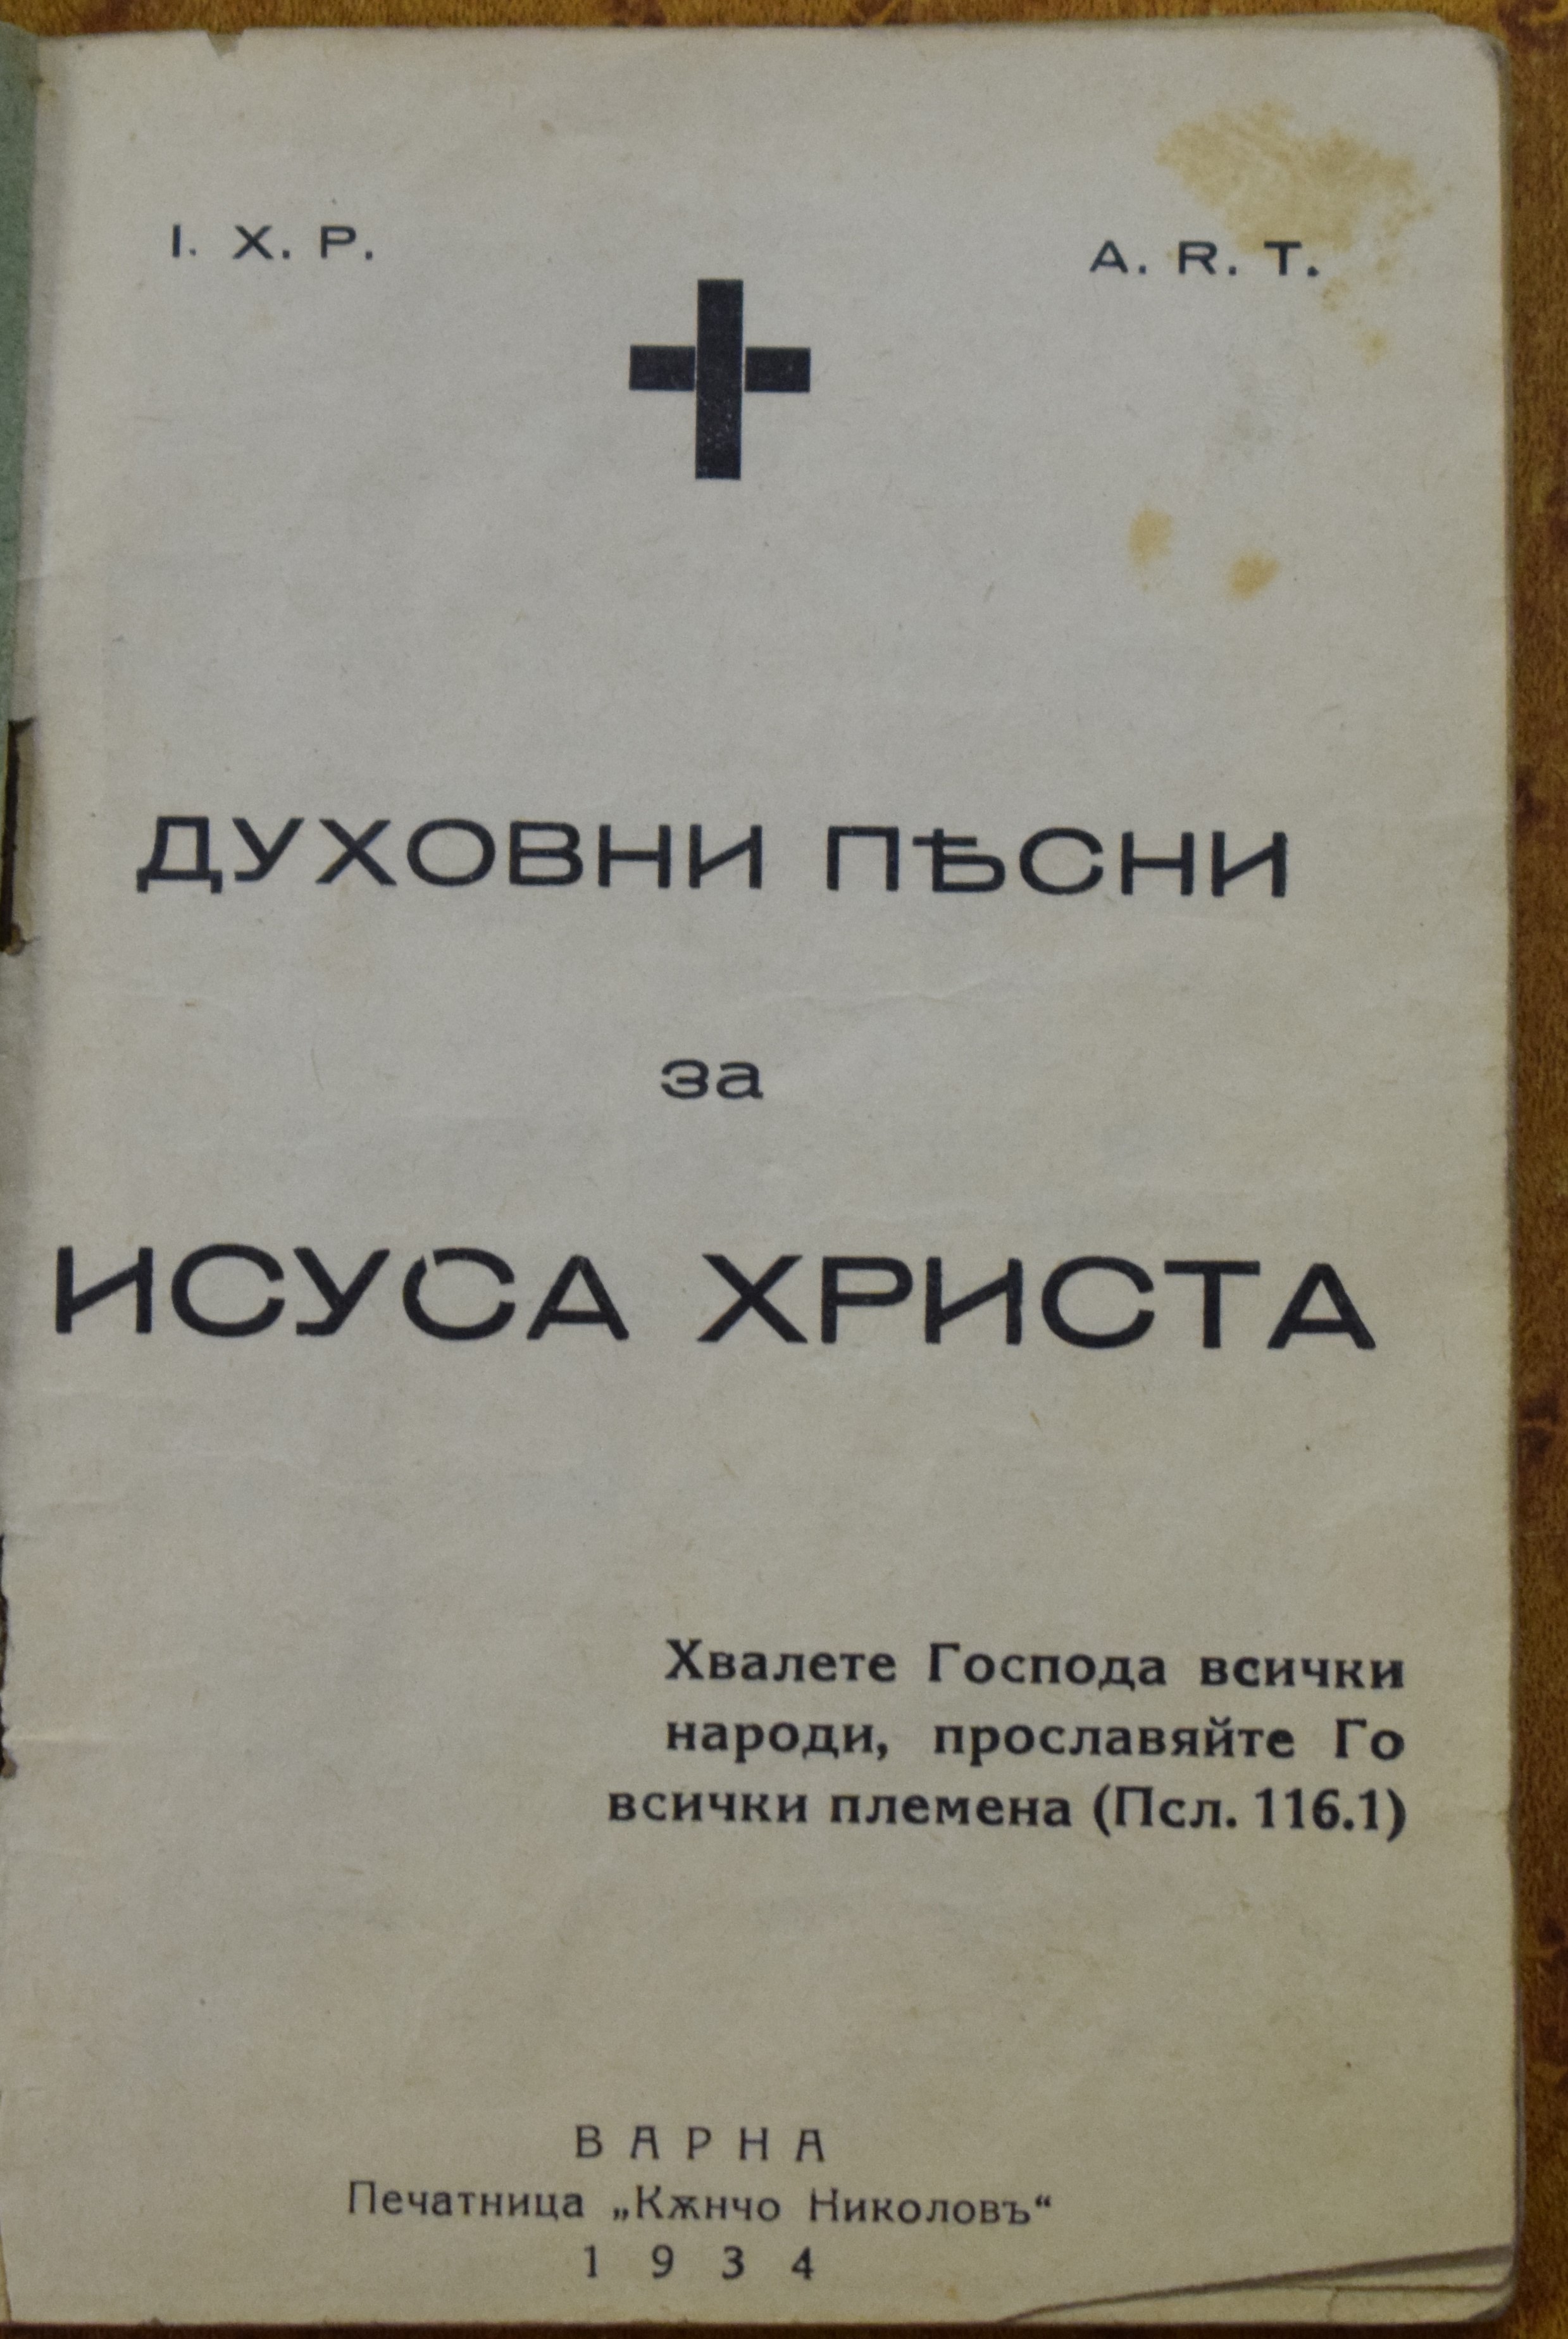 I. X. P. A. R. T.
ДУХОВНИ ПѢСНИ
за
ИСУСА ХРИСТА
Хвалете Господа всички
народи, прославяйте Го
всички племена (Псл. 116.1)
ВАРНА
Печатница „Кѫнчо Николовъ“
1934